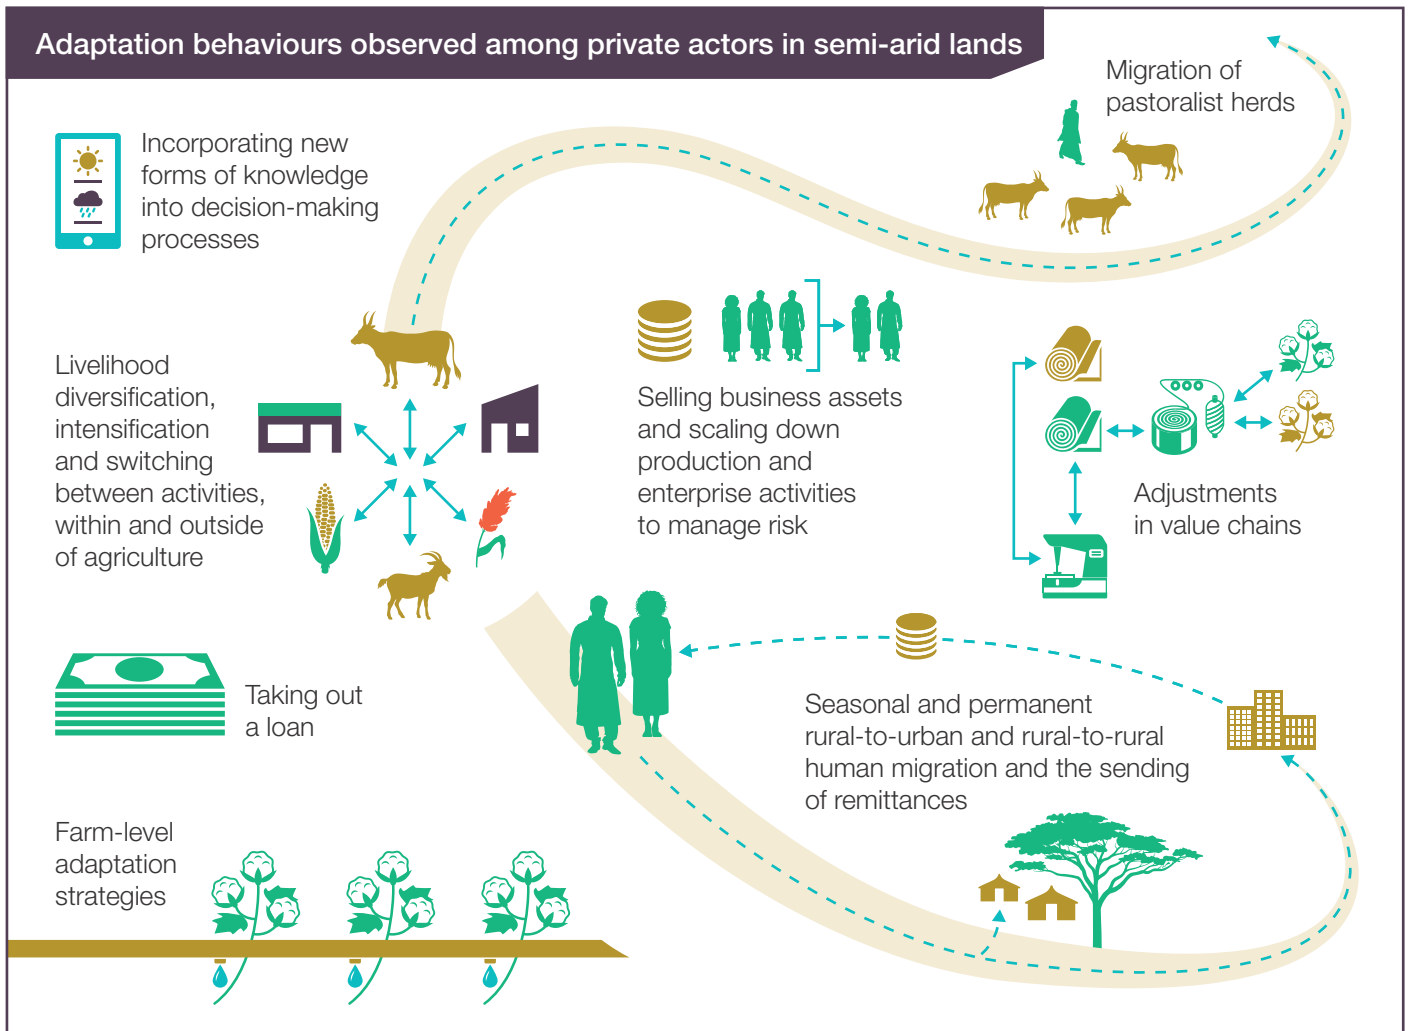 Adaptation behaviours observed among private actors in semi-arid lands
Migration of
pastoralist herds
Incorporating new
forms of knowledge
into decision-making
processes
Livelihood
diversification,
intensification
and switching
between activities,
within and outside
of agriculture
Selling business assets
and scaling down
production and
enterprise activities
to manage risk
Adjustments
in value chains
Taking out
a loan
Seasonal and permanent
rural-to-urban and rural-to-rural
human migration and the sending
of remittances
Farm-level
adaptation
strategies